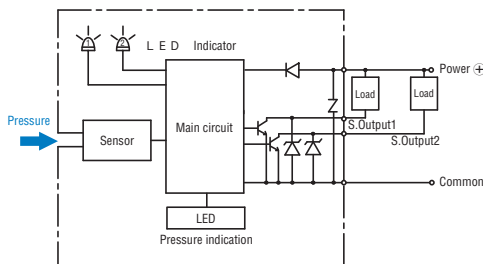 1 2 L E D Indicator
Power ⊕
Load Load
Pressure
Sensor Main circuit
S.Output1
S.Output2
Common
LED
Pressure indication